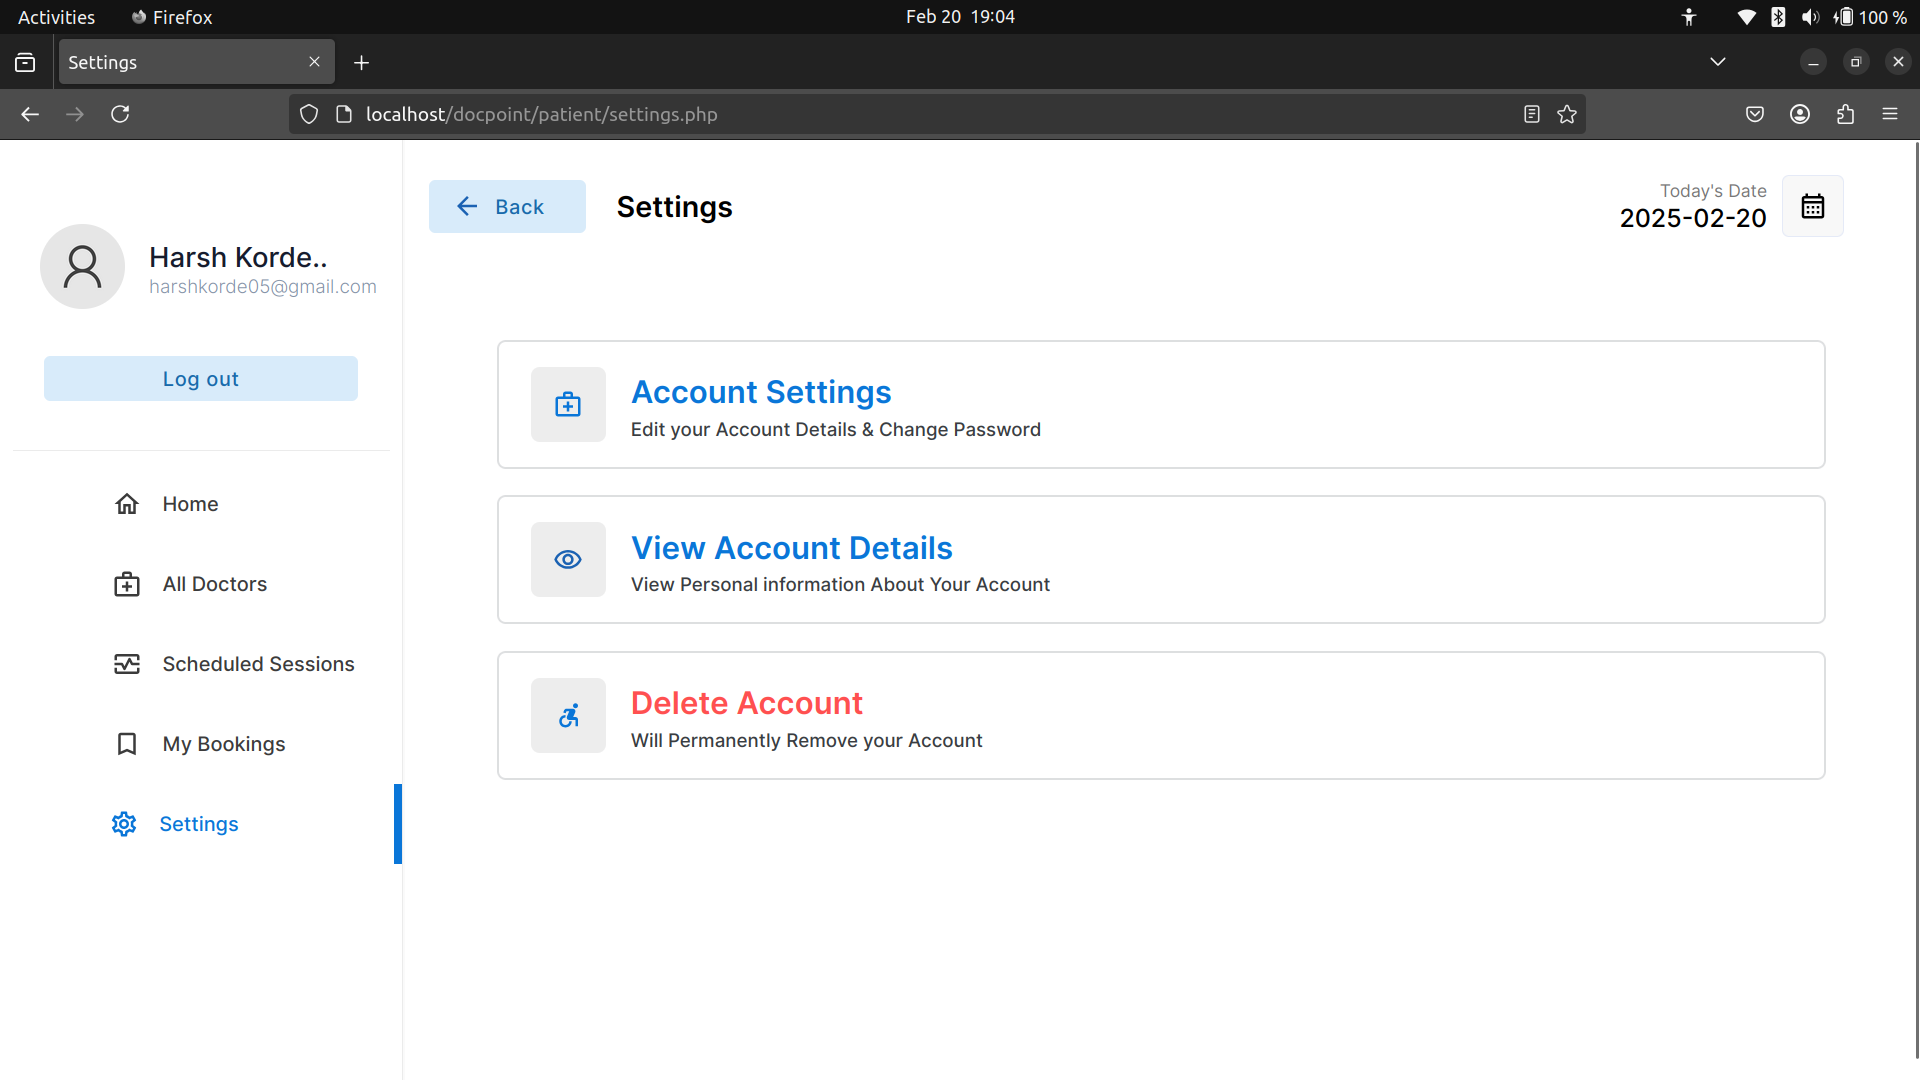 Activities
Firefox
Feb 20 19:04
100 %
Settings
localhost/docpoint/patient/settings.php
Harsh Korde..
harshkorde05@gmail.com
Log out
Home
All Doctors
Scheduled Sessions
My Bookings
Settings
Back
Settings
Today's Date
2025-02-20
Account Settings
Edit your Account Details & Change Password
View Account Details
View Personal information About Your Account
Delete Account
Will Permanently Remove your Account